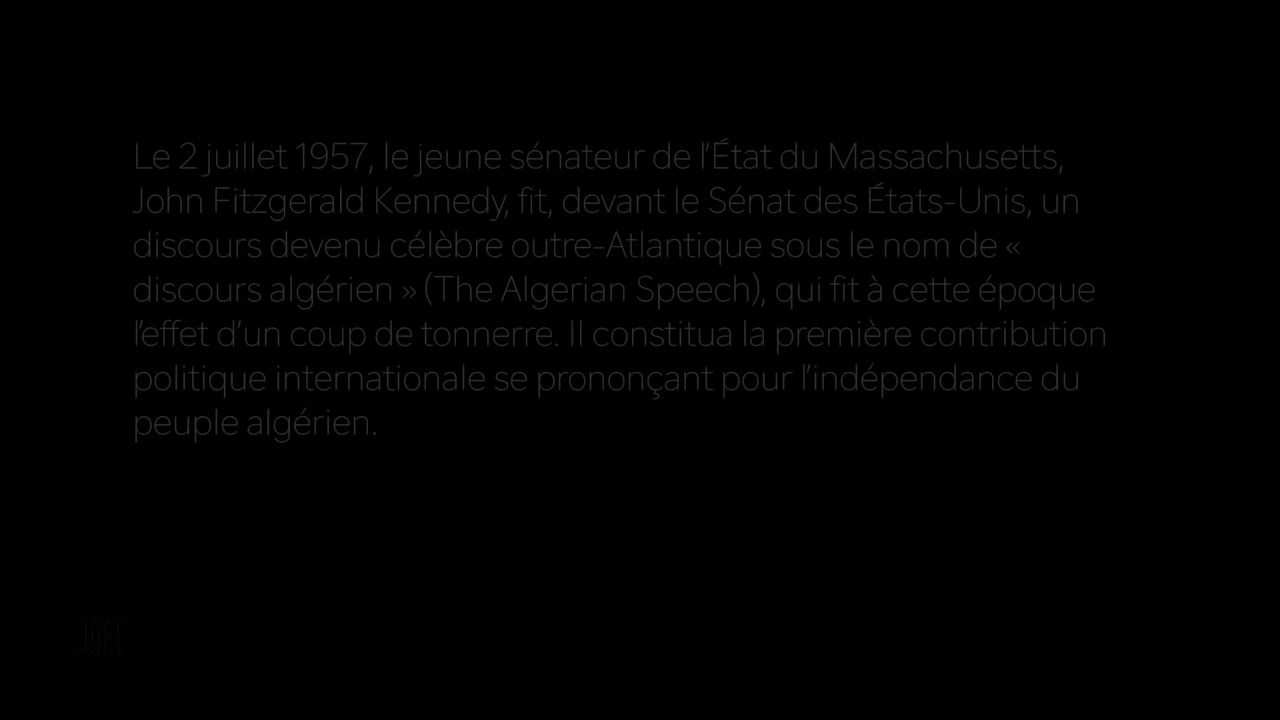 Le 2 juillet 1957, le jeune sénateur de l’État du Massachusetts,
John Fitzgerald Kennedy, fit, devant le Sénat des États-Unis, un
discours devenu célèbre outre-Atlantique sous le nom de «
discours algérien » (The Algerian Speech), qui fit à cette époque
l’effet d’un coup de tonnerre. Il constitua la première contribution
politique internationale se prononçant pour l’indépendance du
peuple algérien.